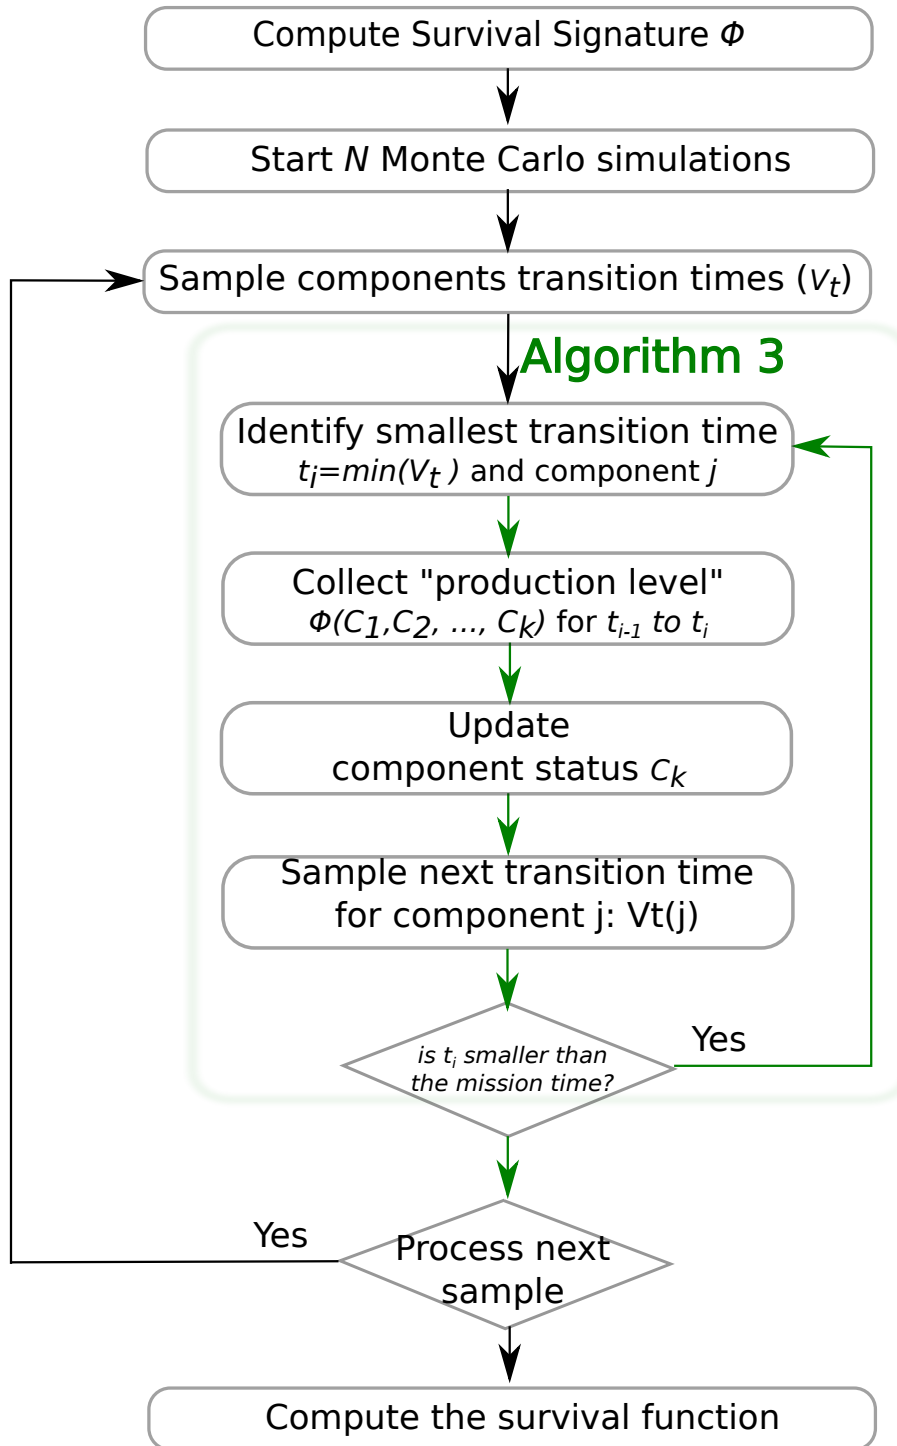 Compute Survival Signature Φ
Start N Monte Carlo simulations
Sample components transition times (Vt)
Algorithm 3
Identify smallest transition time
ti=min(Vt ) and component j
Collect "production level"
Φ(C1,C2, ..., Ck) for ti-1 to ti
Update
component status Ck
Sample next transition time
for component j: Vt(j)
is ti smaller than
the mission time?
Yes
Yes
Process next
sample
Compute the survival function